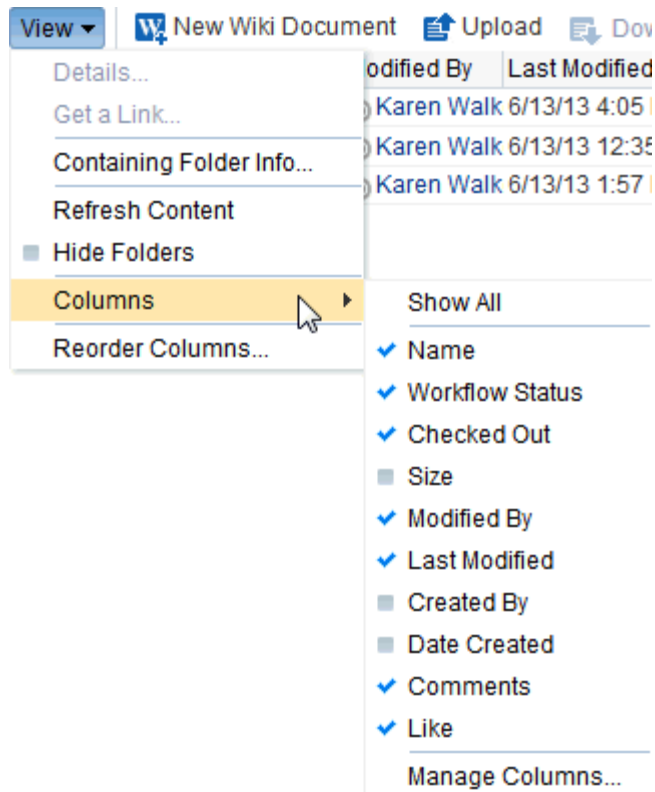 View New Wiki Document Upload Dow
Details... odified By Last Modified
Get a Link... Karen Walk 6/13/13 4:05
Containing Folder Info... Karen Walk 6/13/13 12:35
Karen Walk 6/13/13 1:57
Refresh Content
Hide Folders
Columns
Reorder Columns...
Show All
Name
Workflow Status
Checked Out
Size
Modified By
Last Modified
Created By
Date Created
Comments
Like
Manage Columns...